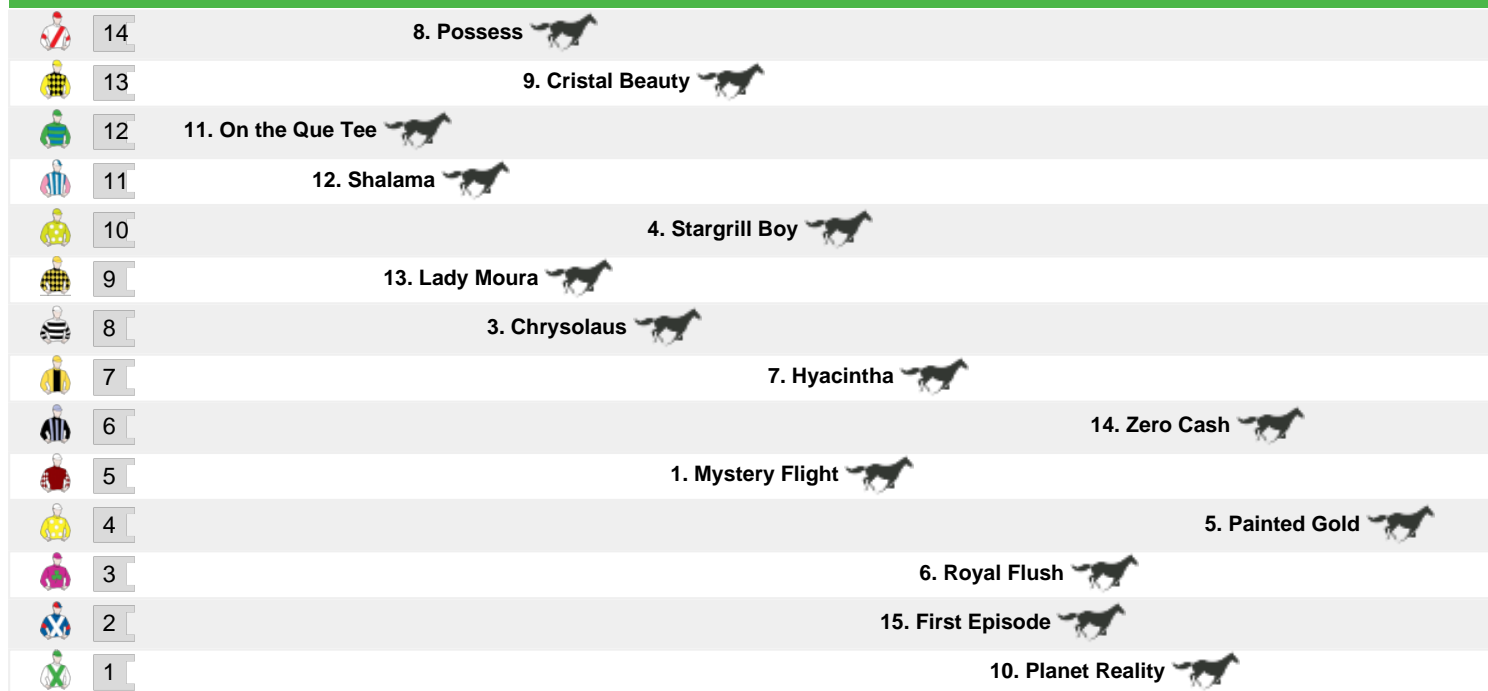 14 8. Possess
13 9. Cristal Beauty
12 11. On the Que Tee
11 12. Shalama
10 4. Stargrill Boy
9 13. Lady Moura
8 3. Chrysolaus
7 7. Hyacintha
6 14. Zero Cash
5 1. Mystery Flight
4 5. Painted Gold
3 6. Royal Flush
2 15. First Episode
1 10. Planet Reality